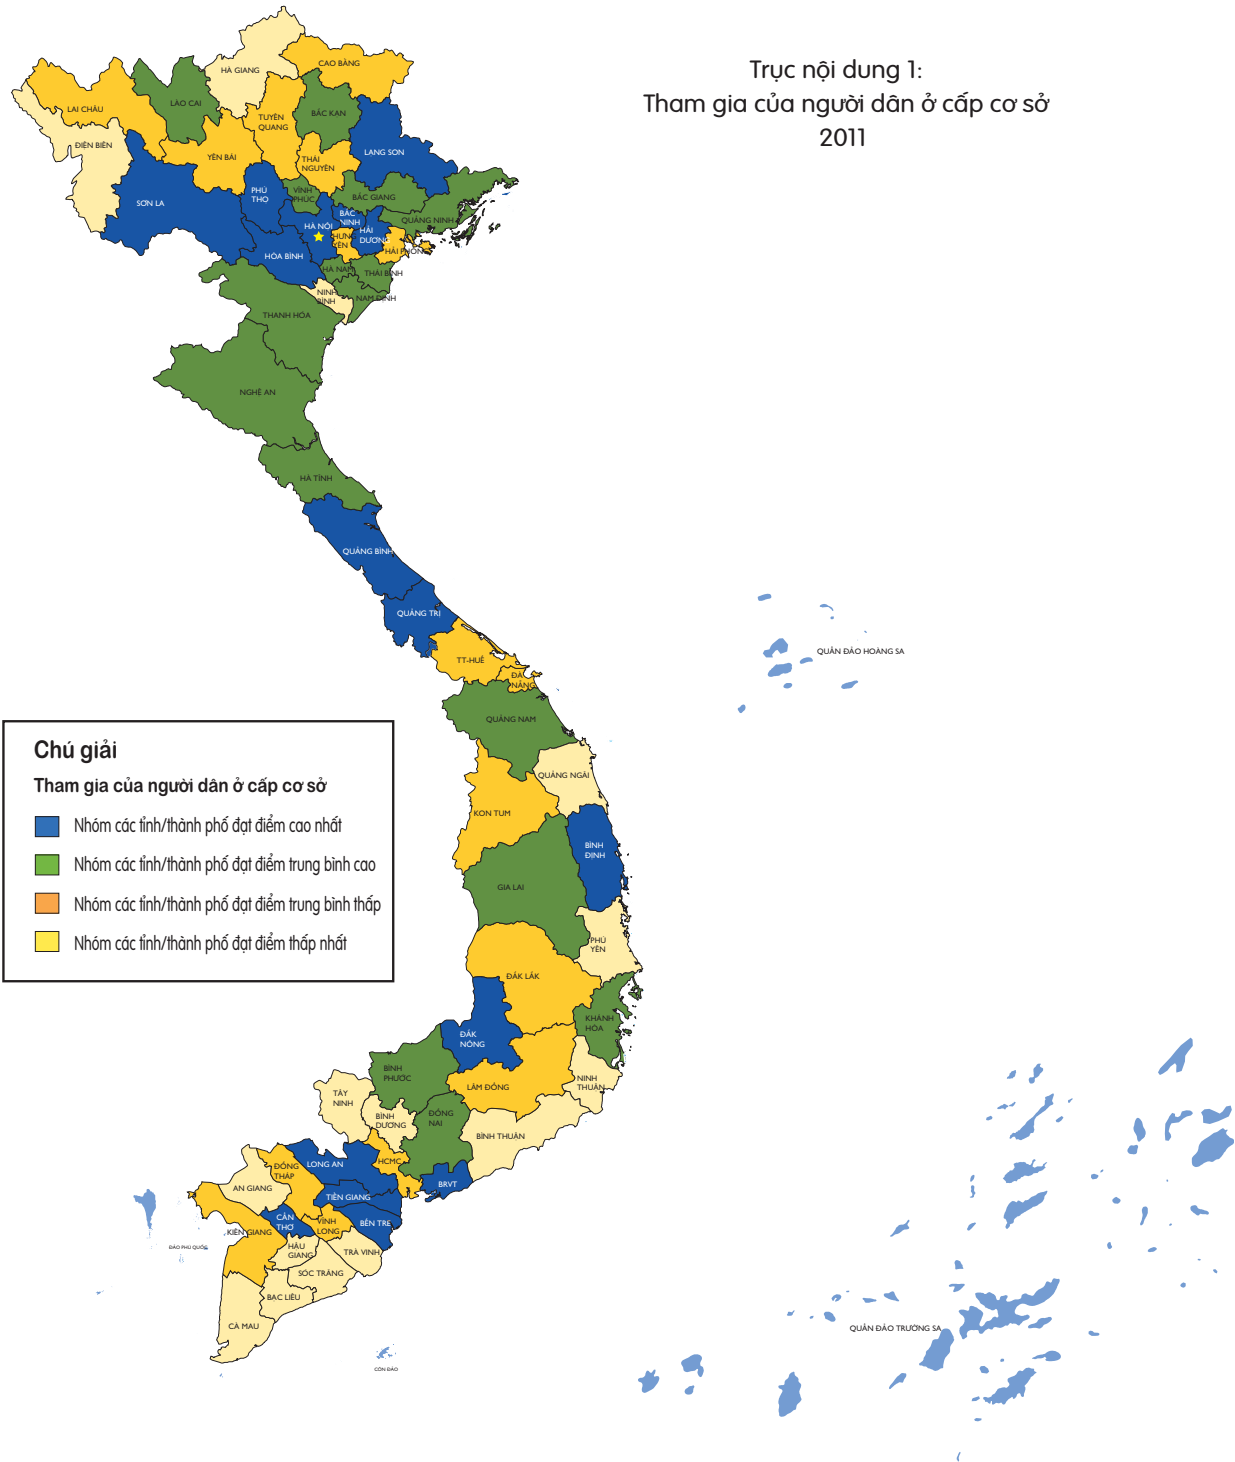 Trục nội dung 1:
Tham gia của người dân ở cấp cơ sở
2011
HÀ GIANG
CAO BẰNG
LÀO CAI
LAI CHÂU
BẮC KẠN
TUYÊN
QUANG
ĐIỆN BIÊN
YÊN BÁI
LẠNG SƠN
THÁI
NGUYÊN
SƠN LA
PHÚ
THỌ
VĨNH
PHÚC
BẮC GIANG
BẮC
NINH
QUẢNG NINH
HÀ NỘI
HẢI
DƯƠNG
HƯNG
YÊN
HẢI PHÒNG
HÒA BÌNH
HÀ NAM
THÁI BÌNH
NINH
BÌNH
NAM ĐỊNH
THANH HÓA
NGHỆ AN
HÀ TĨNH
QUẢNG BÌNH
QUẢNG TRỊ
TT-HUẾ
ĐÀ
NẴNG
QUẦN ĐẢO HOÀNG SA
QUẢNG NAM
QUẢNG NGÃI
KON TUM
BÌNH
ĐỊNH
GIA LAI
PHÚ
YÊN
ĐẮK LẮK
KHÁNH
HÒA
ĐẮK
NÔNG
BÌNH
PHƯỚC
LÂM ĐỒNG
NINH
THUẬN
TÂY
NINH
BÌNH
DƯƠNG
ĐỒNG
NAI
BÌNH THUẬN
HCMC
LONG AN
ĐỒNG
THÁP
BRVT
AN GIANG
TIỀN GIANG
CẦN
THƠ
VĨNH
LONG
BẾN TRE
KIÊN GIANG
ĐẢO PHÚ QUỐC
HẬU
GIANG
TRÀ VINH
SÓC TRĂNG
BẠC LIÊU
CÀ MAU
CÔN ĐẢO
QUẦN ĐẢO TRƯỜNG SA
Chú giải
Tham gia của người dân ở cấp cơ sở
Nhóm các tỉnh/thành phố đạt điểm cao nhất
Nhóm các tỉnh/thành phố đạt điểm trung bình cao
Nhóm các tỉnh/thành phố đạt điểm trung bình thấp
Nhóm các tỉnh/thành phố đạt điểm thấp nhất